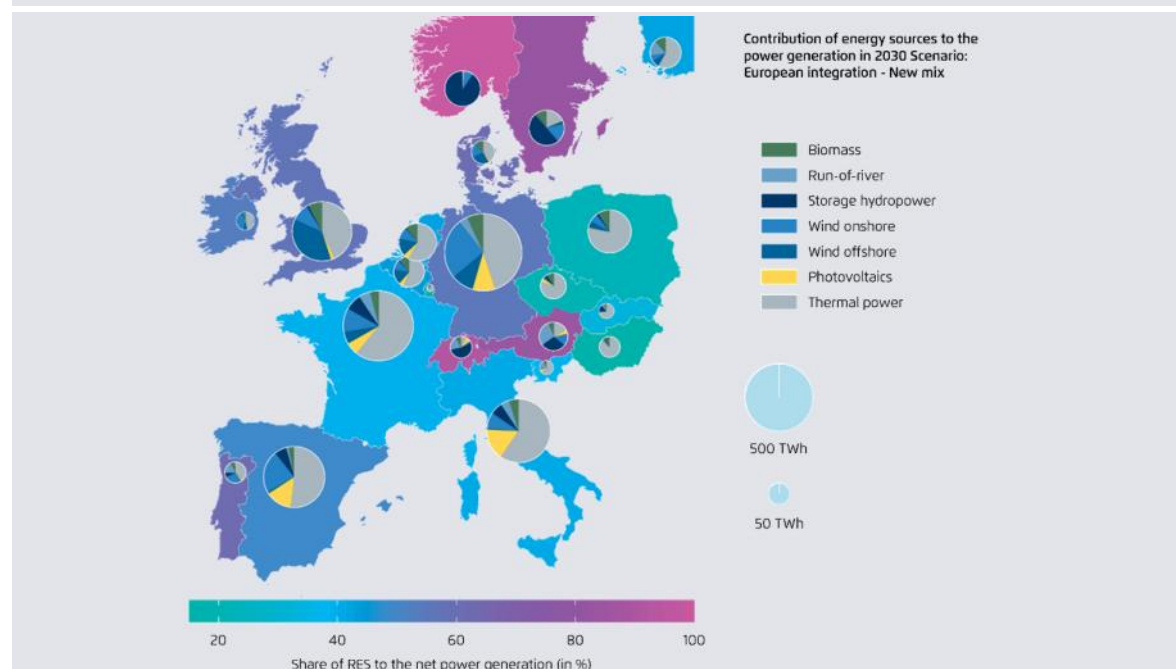 Contribution of energy sources to the
power generation in 2030 Scenario:
European integration - New mix
Biomass
Run-of-river
Storage hydropower
Wind onshore
Wind offshore
Photovoltaics
Thermal power
500 TWh
50 TWh
20 40 60 80 100
Share of RES to the net power generation (in %)